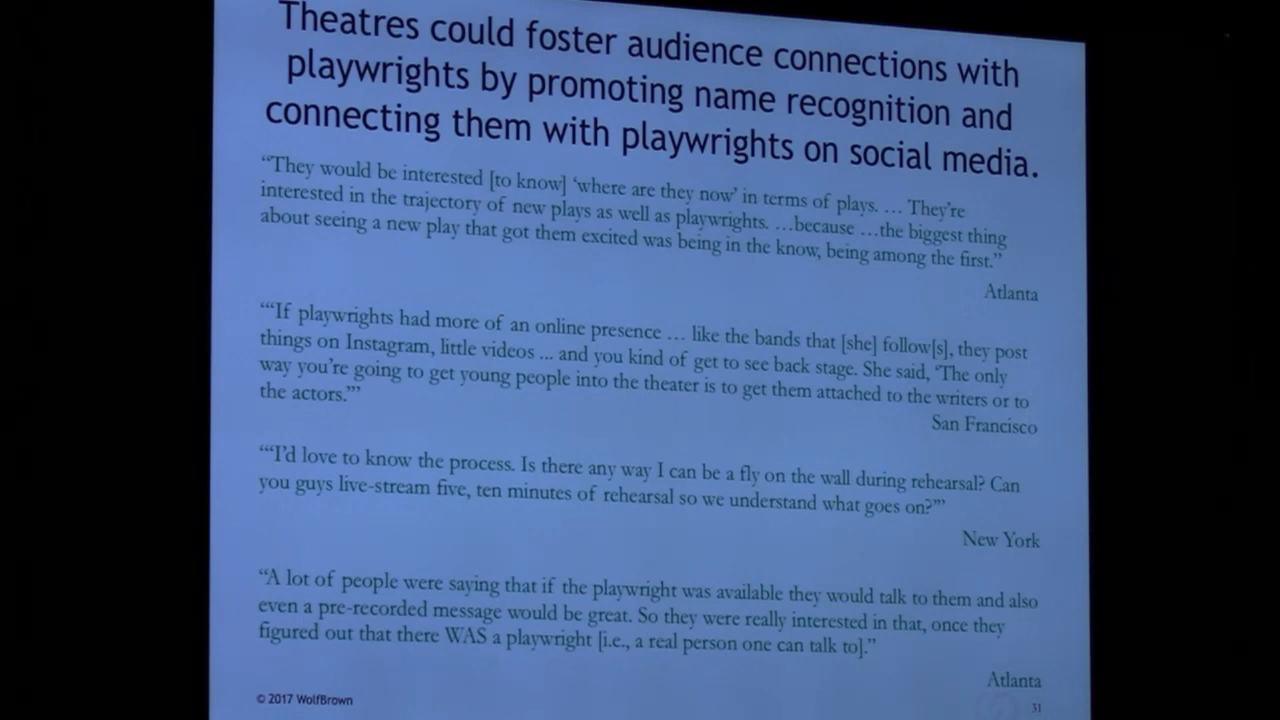 Theatres could foster audience connections with
playwrights by promoting name recognition and
connecting them with playwrights on social media.
“They would be interested [to know] ‘where are they now’ in terms of plays. … They’re
interested in the trajectory of new plays as well as playwrights. …because …the biggest thing
about seeing a new play that got them excited was being in the know, being among the first.”
Atlanta
“‘“If playwrights had more of an online presence … like the bands that [she] follow[s], they post
things on Instagram, little videos ... and you kind of get to see back stage. She said, ‘The only
way you’re going to get young people into the theater is to get them attached to the writers or to
the actors.”’
San Francisco
“‘I’d love to know the process. Is there any way I can be a fly on the wall during rehearsal? Can
you guys live-stream five, ten minutes of rehearsal so we understand what goes on?’”
New York
“A lot of people were saying that if the playwright was available they would talk to them and also
even a pre-recorded message would be great. So they were really interested in that, once they
figured out that there WAS a playwright [i.e., a real person one can talk to].”
Atlanta
© 2017 WolfBrown
31